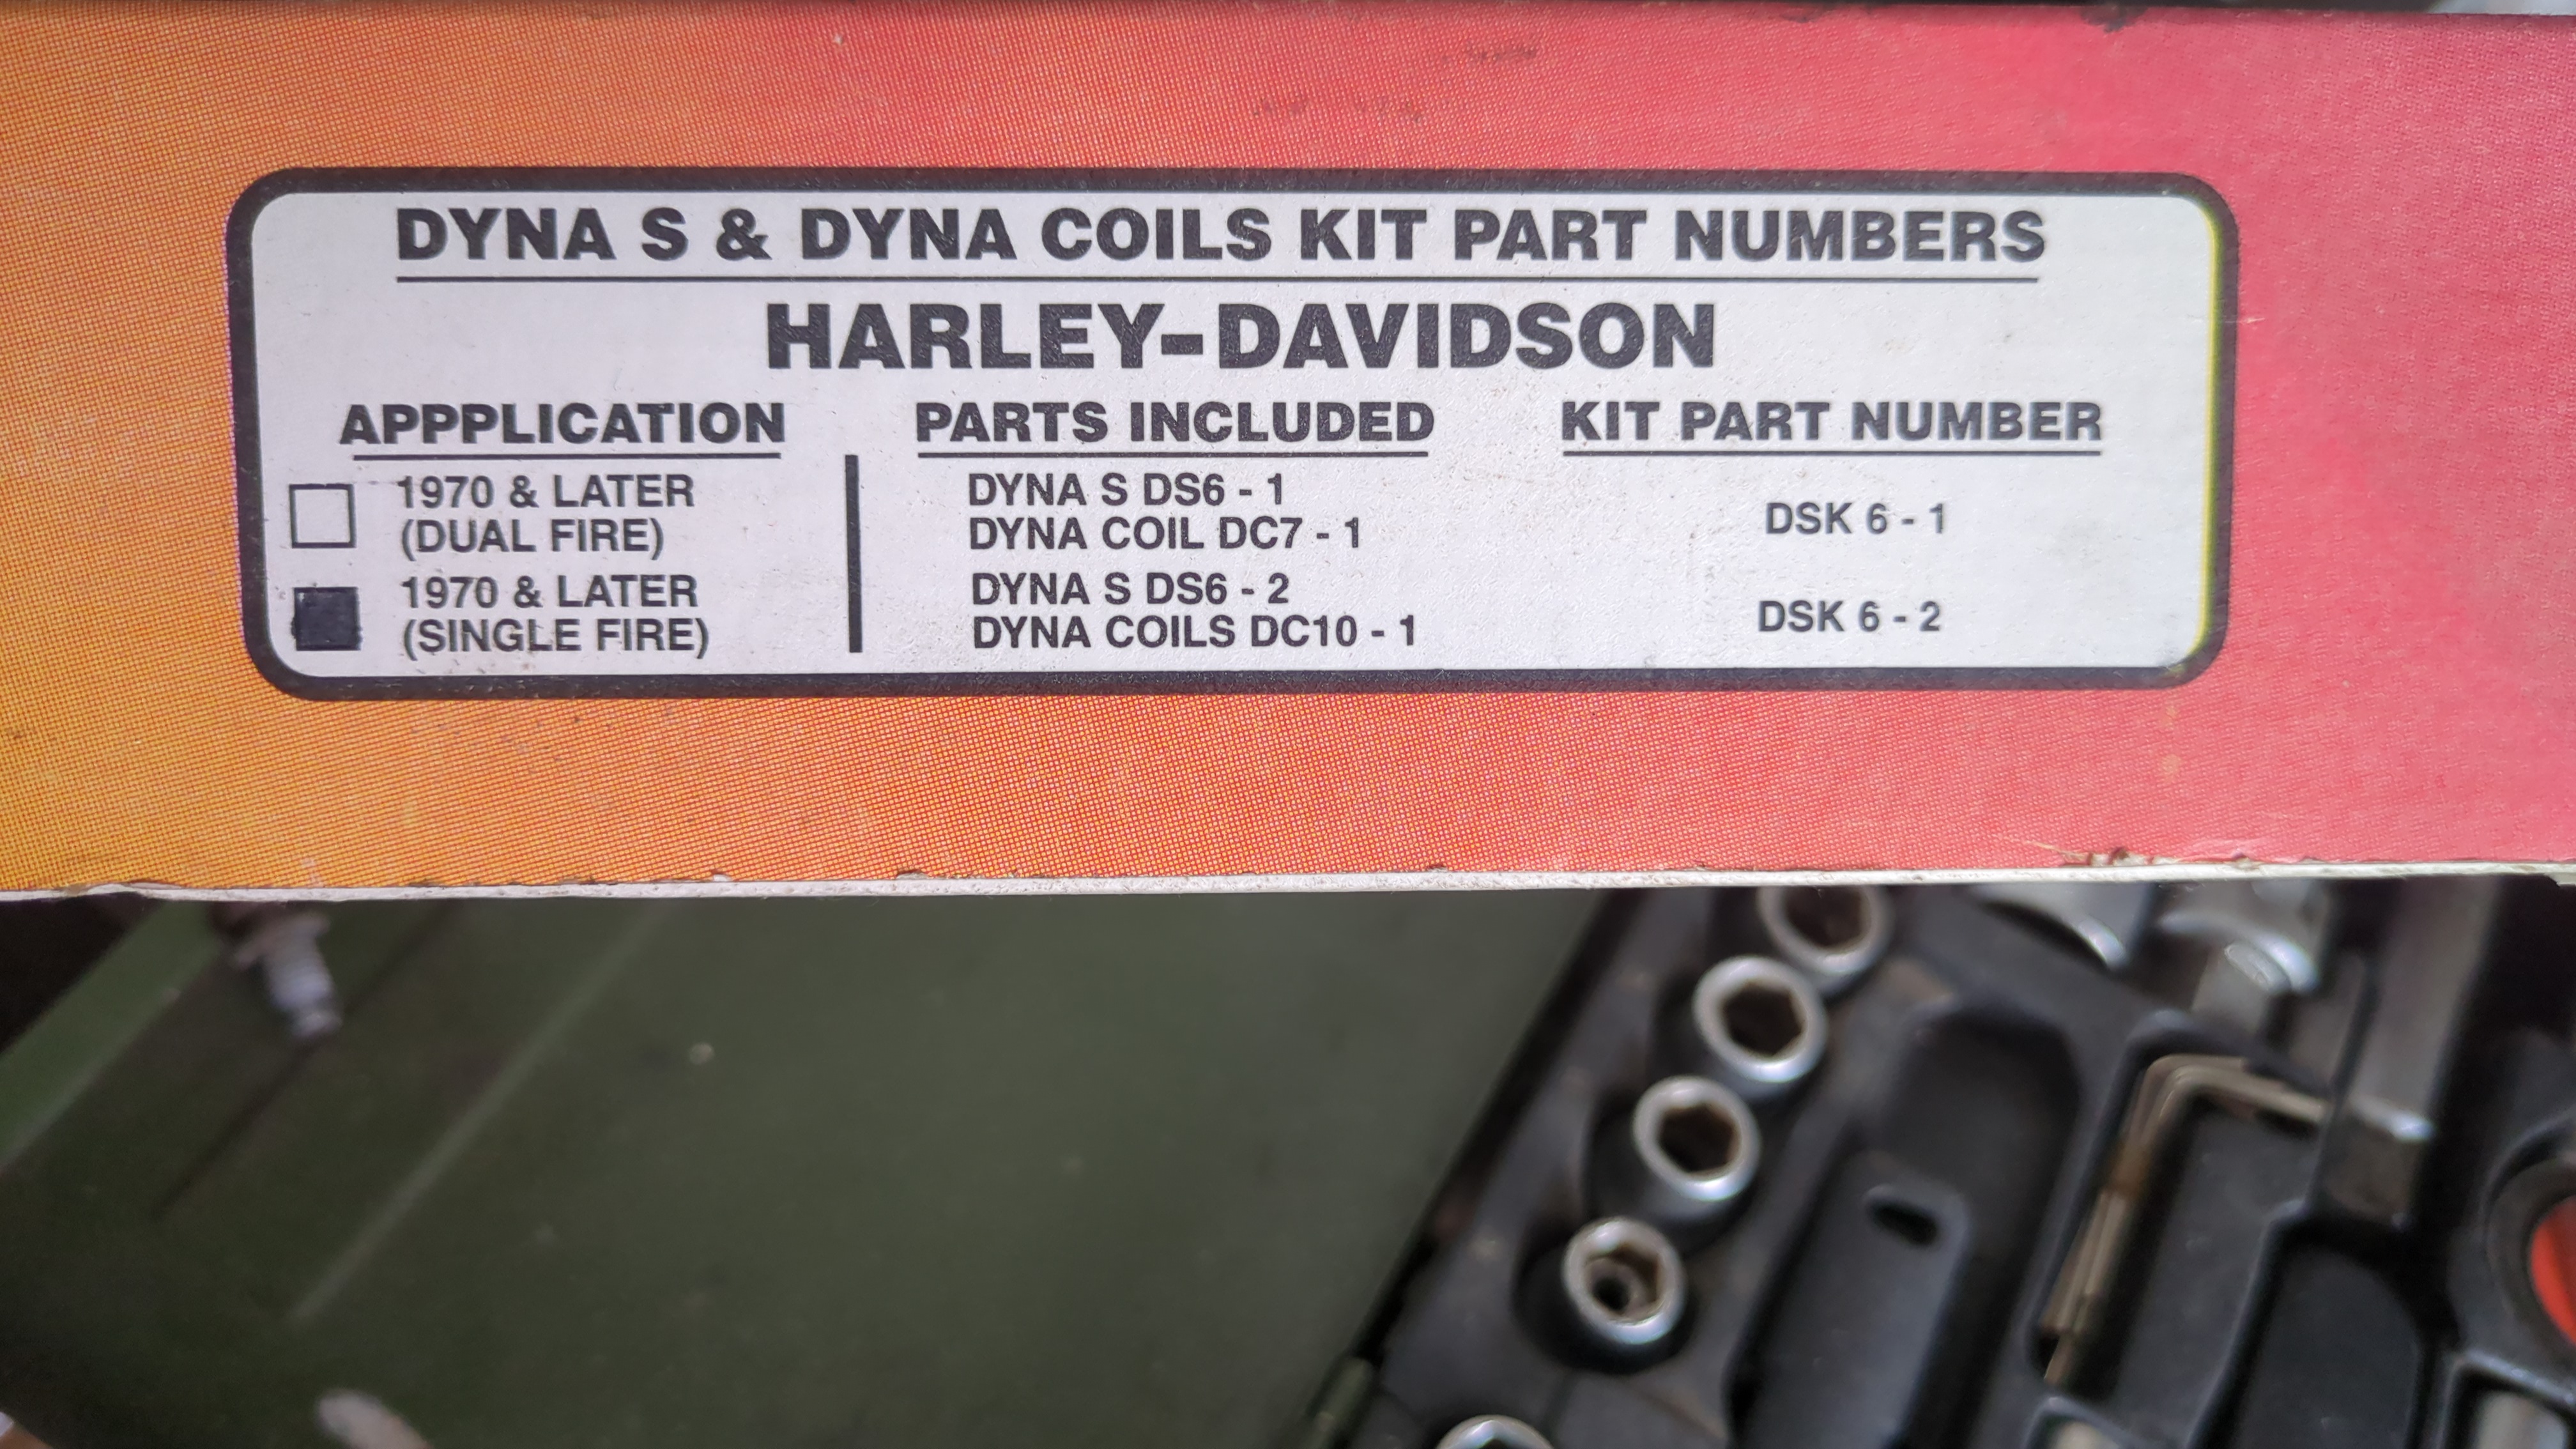 DYNA S & DYNA COILS KIT PART NUMBERS
HARLEY-DAVIDSON
APPPLICATION PARTS INCLUDED KIT PART NUMBER
1970 & LATER DYNA S DS6 - 1
(DUAL FIRE) DYNA COIL DC7 - 1 DSK 6 - 1
1970 & LATER DYNA S DS6 - 2
(SINGLE FIRE) DYNA COILS DC10 - 1 DSK 6 - 2